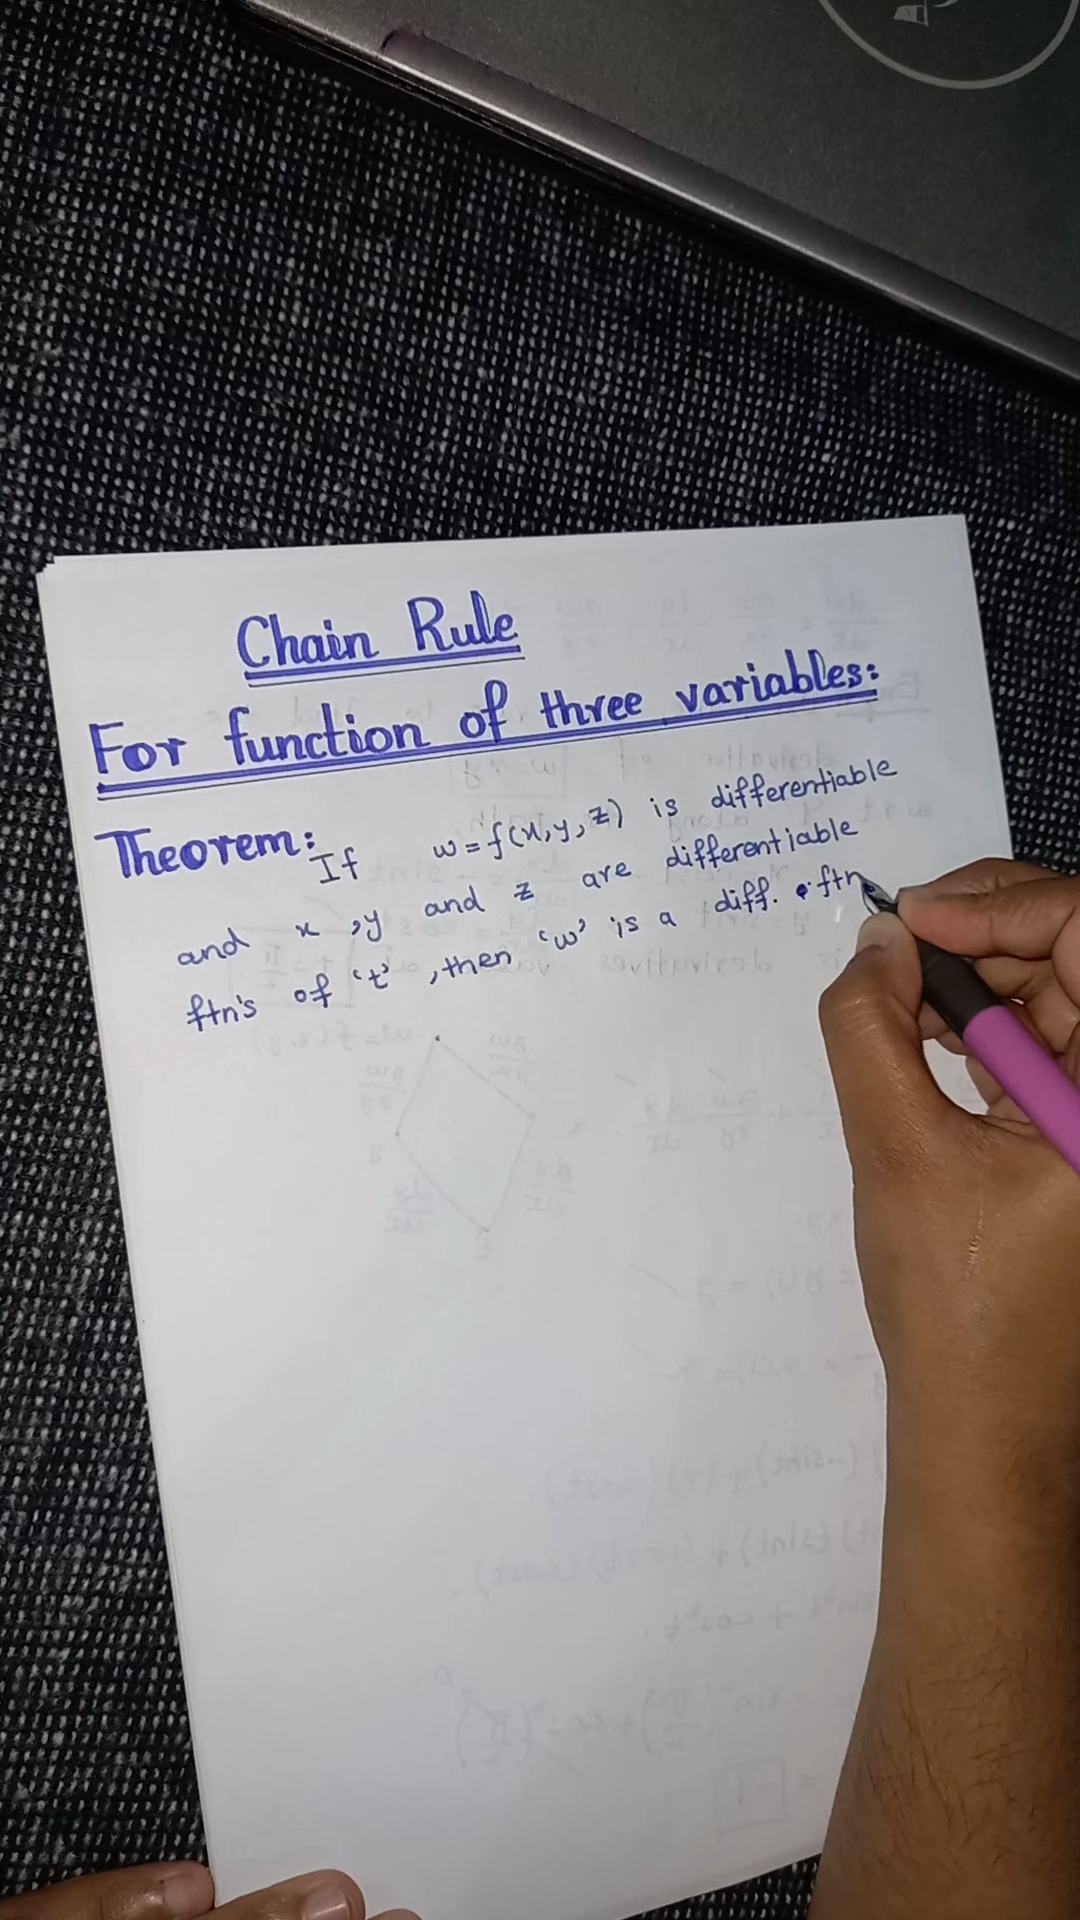 Chain Rule
For function of three variables:
Theorem: If w = f(x, y, z) is differentiable
and x, y and z are differentiable
ftn's of 't', then 'w' is a diff. ftn